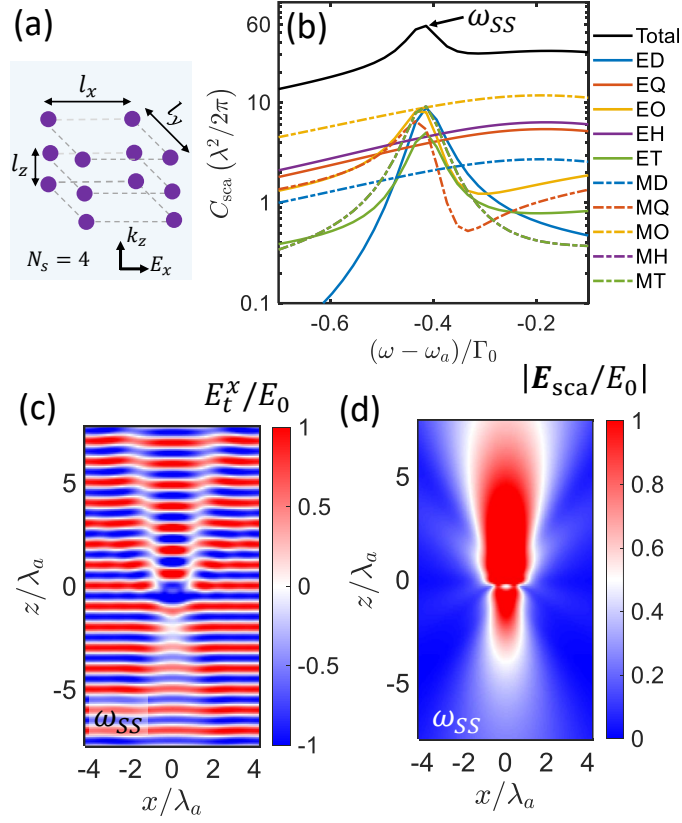 (a)
l_x
l_y
l_z
k_z
E_x
N_s = 4
(b)
ω_SS
C_sca (λ²/2π)
60
10
1
0.1
-0.6
-0.4
-0.2
(ω − ω_a)/Γ_0
Total
ED
EQ
EO
EH
ET
MD
MQ
MO
MH
MT
(c)
E_t^x/E_0
z/λ_a
5
0
-5
ω_SS
-4
-2
0
2
4
x/λ_a
1
0.5
0
-0.5
-1
(d)
|E_sca/E_0|
z/λ_a
5
0
-5
ω_SS
-4
-2
0
2
4
x/λ_a
1
0.8
0.6
0.4
0.2
0